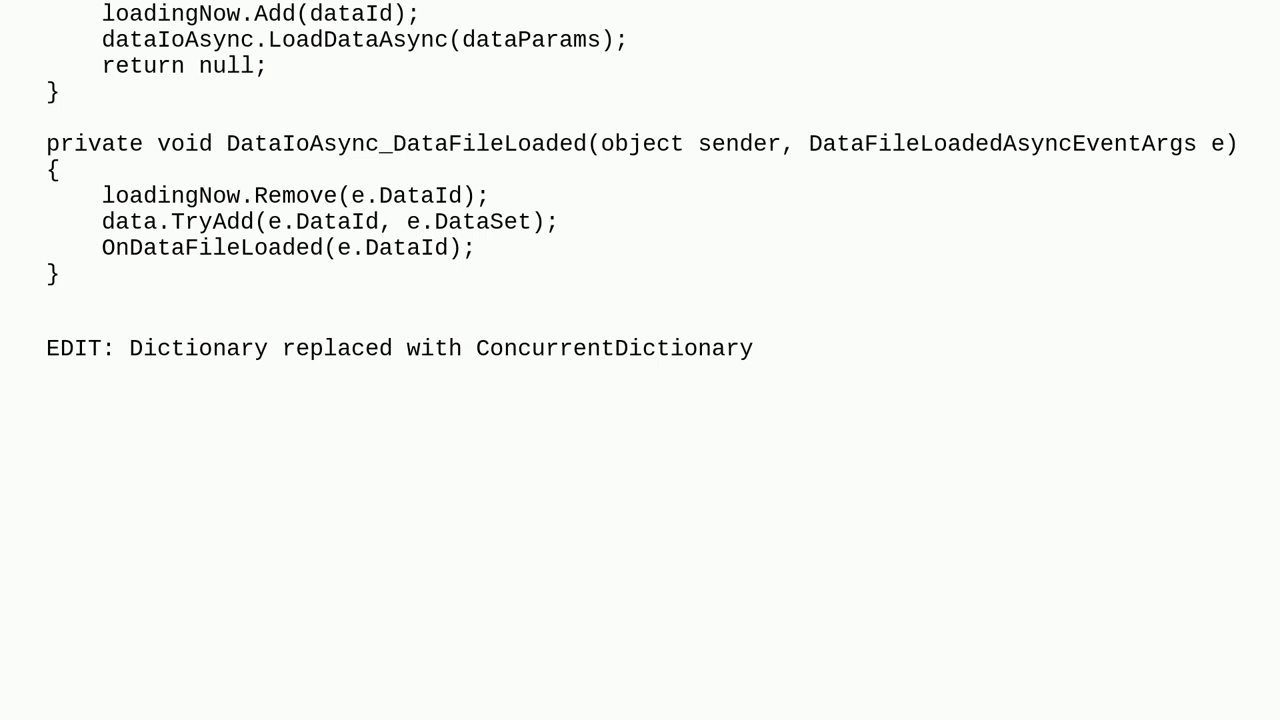 loadingNow.Add(dataId);
dataIoAsync.LoadDataAsync(dataParams);
return null;
}
private void DataIoAsync_DataFileLoaded(object sender, DataFileLoadedAsyncEventArgs e)
{
loadingNow.Remove(e.DataId);
data.TryAdd(e.DataId, e.DataSet);
OnDataFileLoaded(e.DataId);
}
EDIT: Dictionary replaced with ConcurrentDictionary